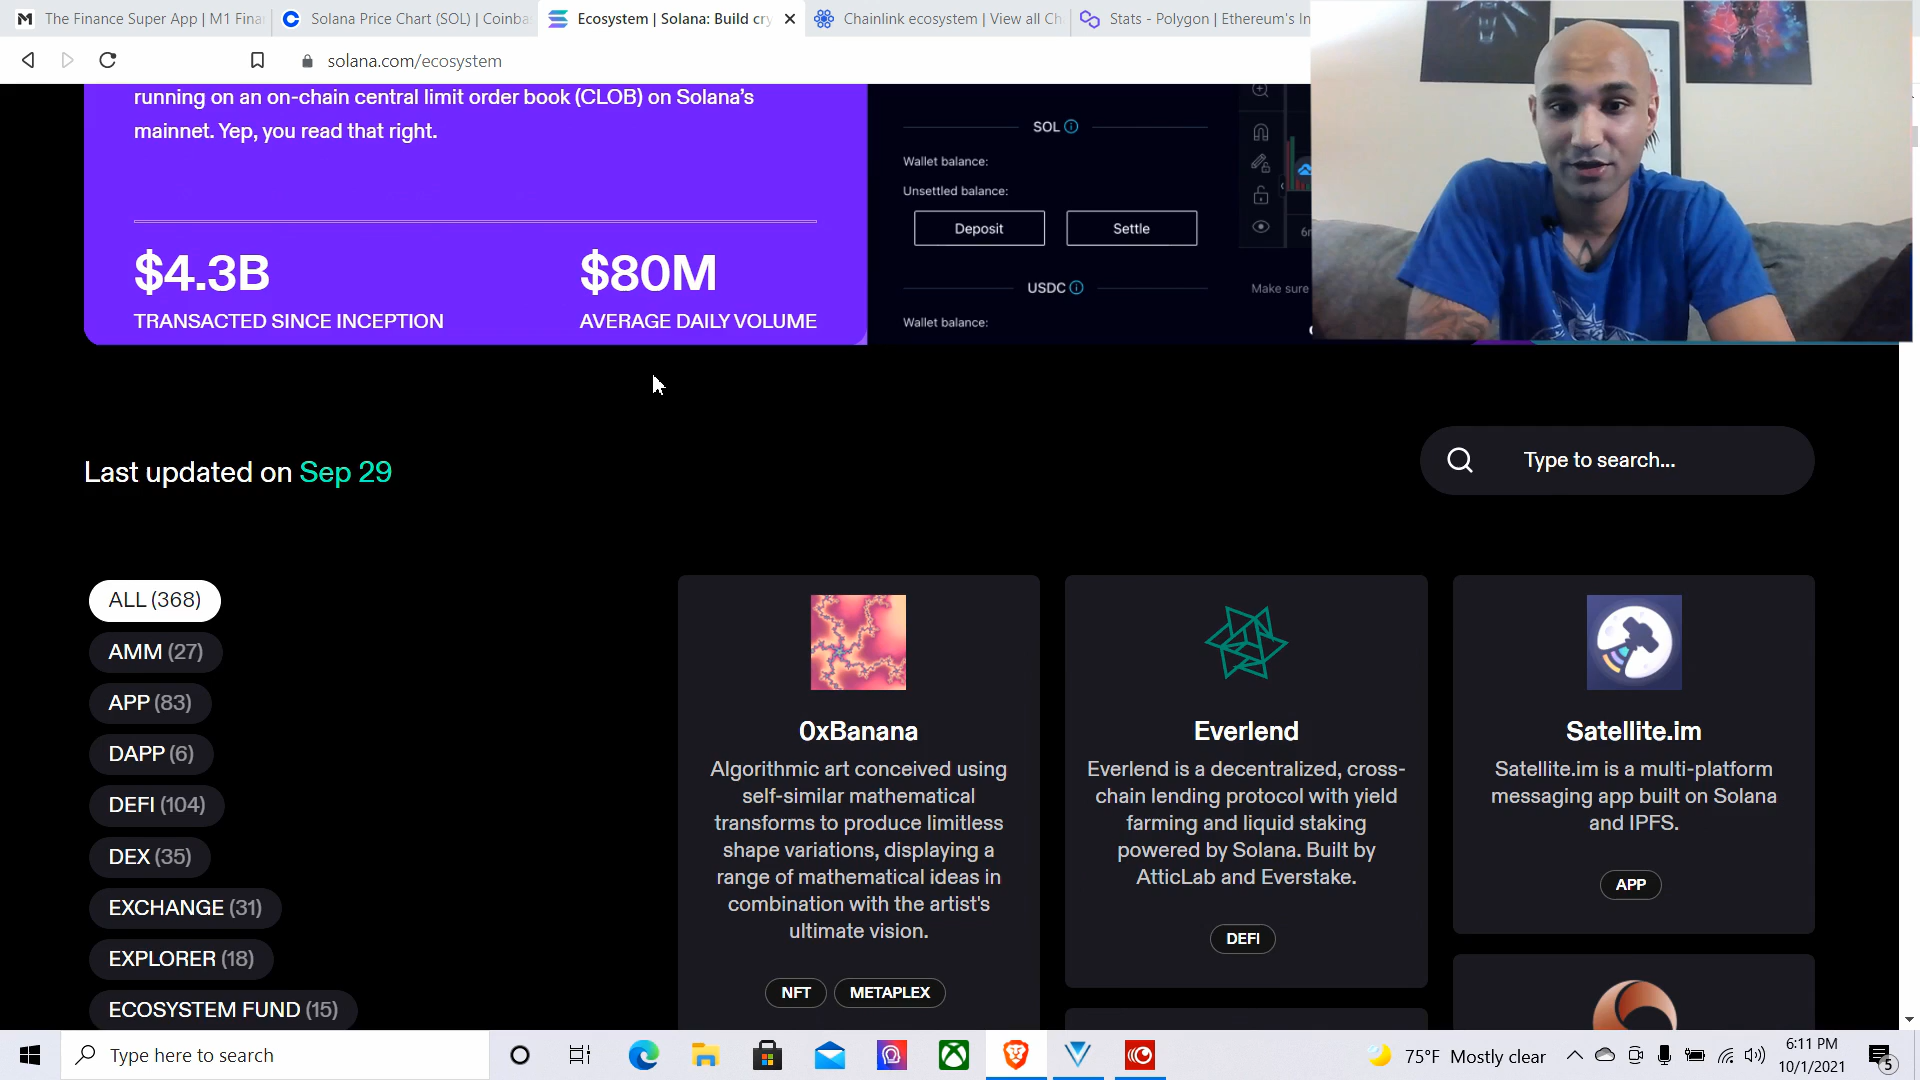 The Finance Super App | M1 Fina
Solana Price Chart (SOL) | Coinba
Ecosystem | Solana: Build cry
Chainlink ecosystem | View all Ch
Stats - Polygon | Ethereum's In
solana.com/ecosystem
running on an on-chain central limit order book (CLOB) on Solana's
mainnet. Yep, you read that right.
$4.3B
TRANSACTED SINCE INCEPTION
$80M
AVERAGE DAILY VOLUME
SOL
Wallet balance:
Unsettled balance:
Deposit
Settle
USDC
Wallet balance:
Make sure
Last updated on Sep 29
Type to search...
ALL (368)
AMM (27)
APP (83)
DAPP (6)
DEFI (104)
DEX (35)
EXCHANGE (31)
EXPLORER (18)
ECOSYSTEM FUND (15)
0xBanana
Algorithmic art conceived using
self-similar mathematical
transforms to produce limitless
shape variations, displaying a
range of mathematical ideas in
combination with the artist's
ultimate vision.
NFT
METAPLEX
Everlend
Everlend is a decentralized, cross-
chain lending protocol with yield
farming and liquid staking
powered by Solana. Built by
AtticLab and Everstake.
DEFI
Satellite.im
Satellite.im is a multi-platform
messaging app built on Solana
and IPFS.
APP
Type here to search
75°F Mostly clear
6:11 PM
10/1/2021
5